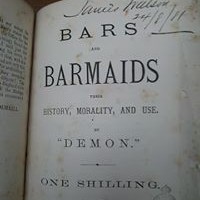 James Watson
24/8/88
BARS
AND
BARMAIDS
THEIR
HISTORY, MORALITY, AND USE.
BY
"DEMON."
ONE SHILLING.